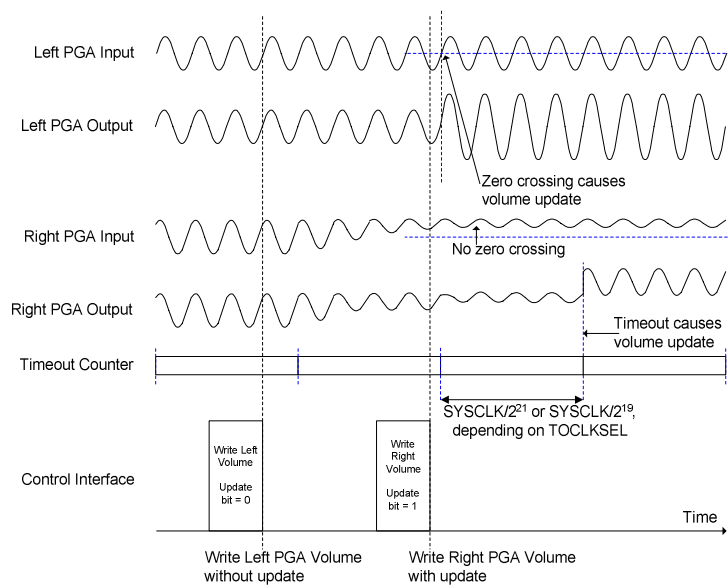 Left PGA Input
Left PGA Output
Zero crossing causes
volume update
Right PGA Input
No zero crossing
Right PGA Output
Timeout causes
volume update
Timeout Counter
SYSCLK/2²¹ or SYSCLK/2¹⁹,
depending on TOCLKSEL
Control Interface
Write Left
Volume
Update
bit = 0
Write
Right
Volume
Update
bit = 1
Time
Write Left PGA Volume
without update
Write Right PGA Volume
with update